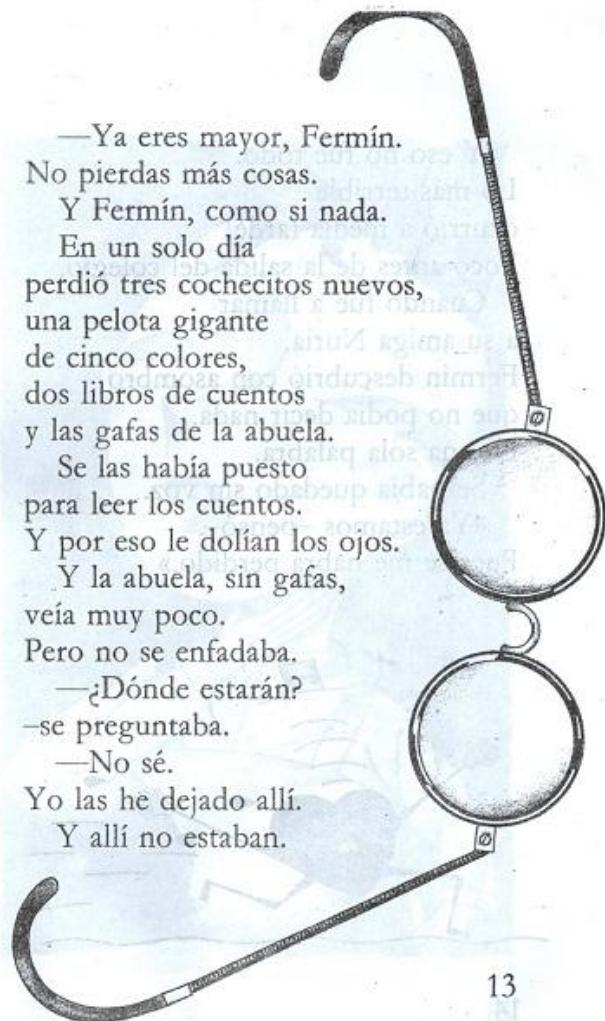 —Ya eres mayor, Fermín.
No pierdas más cosas.
Y Fermín, como si nada.
En un solo día
perdió tres cochecitos nuevos,
una pelota gigante
de cinco colores,
dos libros de cuentos
y las gafas de la abuela.
Se las había puesto
para leer los cuentos.
Y por eso le dolían los ojos.
Y la abuela, sin gafas,
veía muy poco.
Pero no se enfadaba.
—¿Dónde estarán?
–se preguntaba.
—No sé.
Yo las he dejado allí.
Y allí no estaban.
13